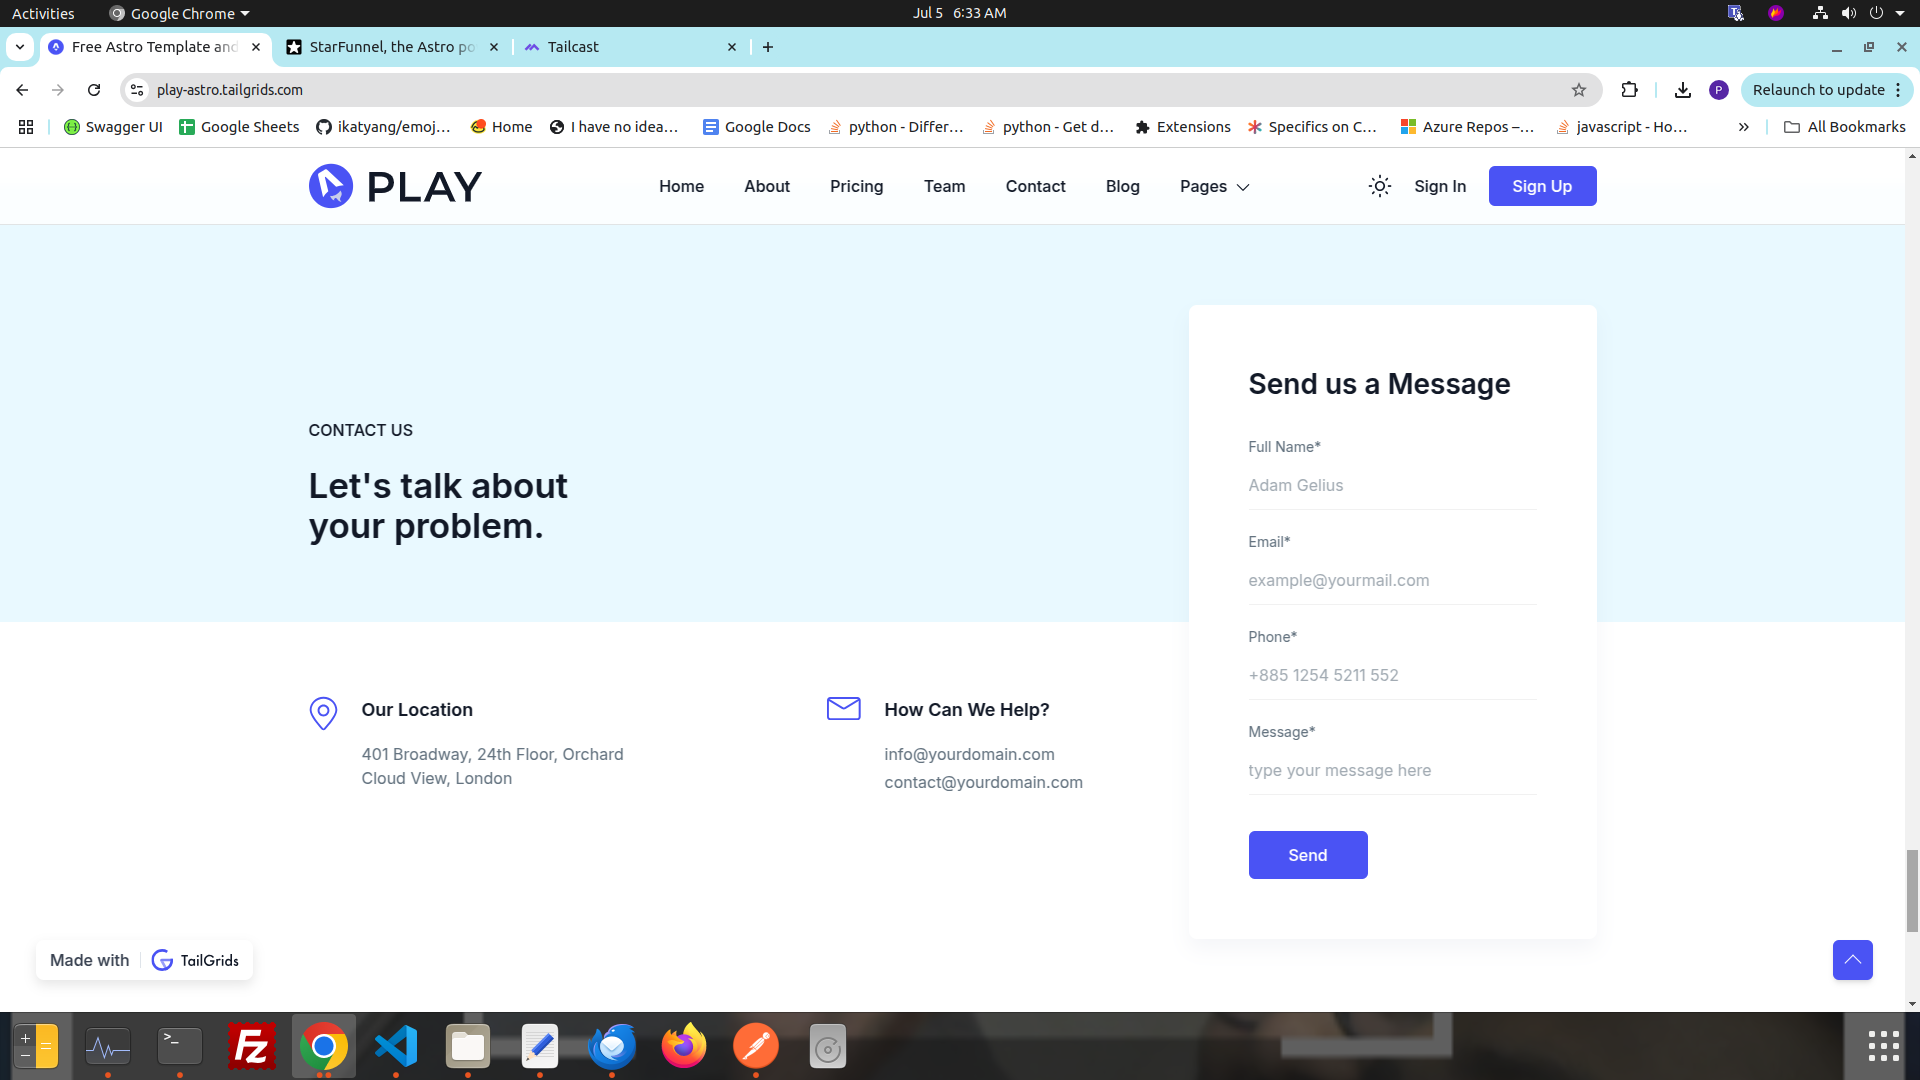 Activities
Google Chrome
Jul 5 6:33 AM
Free Astro Template and
StarFunnel, the Astro po
Tailcast
play-astro.tailgrids.com
P
Relaunch to update
Swagger UI
Google Sheets
ikatyang/emoj...
Home
I have no idea...
Google Docs
python - Differ...
python - Get d...
Extensions
Specifics on C...
Azure Repos –...
javascript - Ho...
All Bookmarks
PLAY
Home
About
Pricing
Team
Contact
Blog
Pages
Sign In
Sign Up
CONTACT US
Let's talk about
your problem.
Our Location
401 Broadway, 24th Floor, Orchard
Cloud View, London
How Can We Help?
info@yourdomain.com
contact@yourdomain.com
Send us a Message
Full Name*
Adam Gelius
Email*
example@yourmail.com
Phone*
+885 1254 5211 552
Message*
type your message here
Send
Made with
TailGrids
Fz